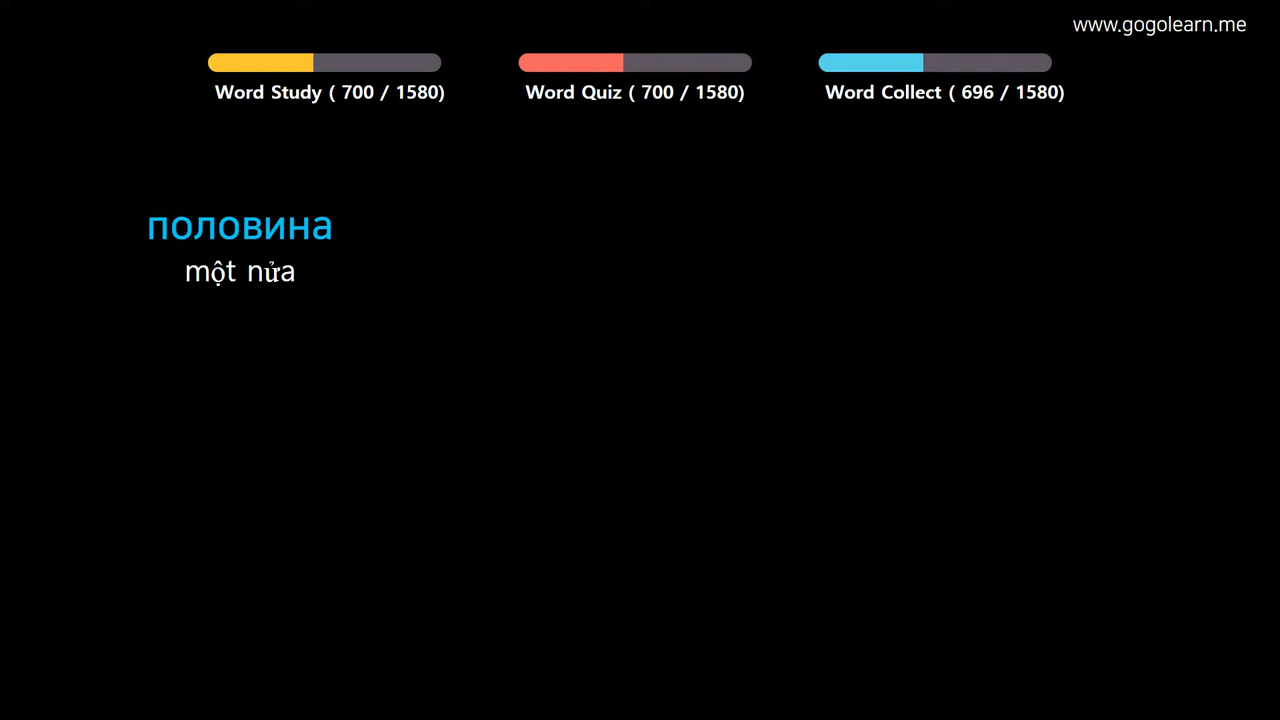 www.gogolearn.me
Word Study ( 700 / 1580)
Word Quiz ( 700 / 1580)
Word Collect ( 696 / 1580)
половина
một nửa